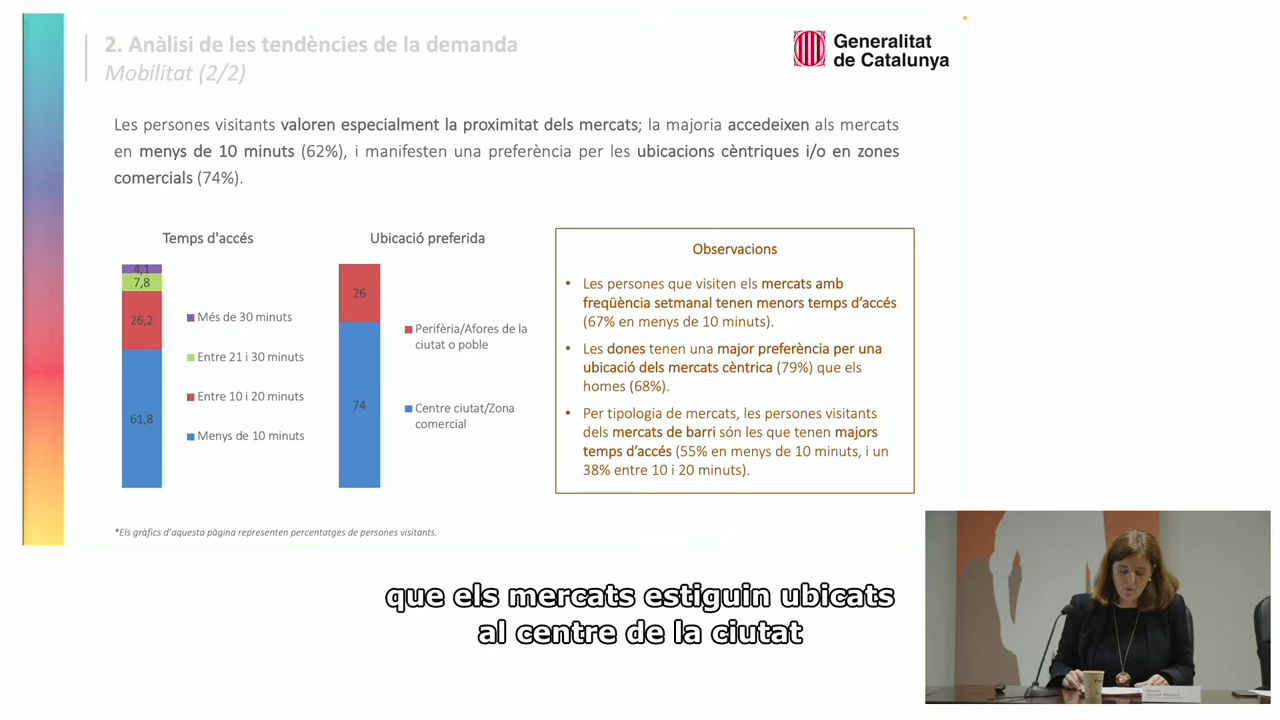 2. Anàlisi de les tendències de la demanda
Mobilitat (2/2)
Generalitat
de Catalunya
Les persones visitants valoren especialment la proximitat dels mercats; la majoria accedeixen als mercats
en menys de 10 minuts (62%), i manifesten una preferència per les ubicacions cèntriques i/o en zones
comercials (74%).
Temps d'accés
4,1
7,8
26,2
61,8
Més de 30 minuts
Entre 21 i 30 minuts
Entre 10 i 20 minuts
Menys de 10 minuts
Ubicació preferida
26
74
Perifèria/Afores de la
ciutat o poble
Centre ciutat/Zona
comercial
Observacions
• Les persones que visiten els mercats amb
freqüència setmanal tenen menors temps d’accés
(67% en menys de 10 minuts).
• Les dones tenen una major preferència per una
ubicació dels mercats cèntrica (79%) que els
homes (68%).
• Per tipologia de mercats, les persones visitants
dels mercats de barri són les que tenen majors
temps d’accés (55% en menys de 10 minuts, i un
38% entre 10 i 20 minuts).
*Els gràfics d’aquesta pàgina representen percentatges de persones visitants.
que els mercats estiguin ubicats
al centre de la ciutat